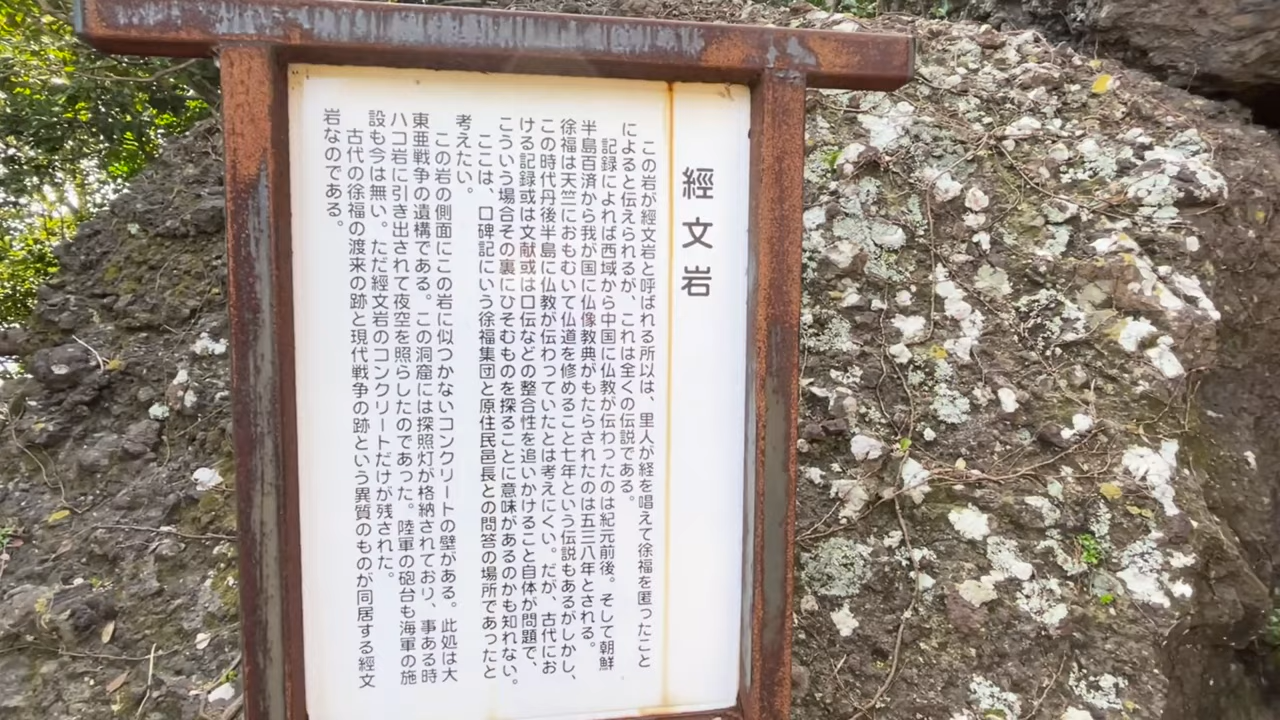 經文岩
この岩が經文岩と呼ばれる所以は、里人が経を唱えて徐福を匿ったこと
によると伝えられるが、これは全くの伝説である。
記録によれば西域から中国に仏教が伝わったのは紀元前後。そして朝鮮
半島百済から我が国に仏像教典がもたらされたのは五三八年とされる。
徐福は天竺におもむいて仏道を修めること七年という伝説もあるがしかし、
この時代丹後半島に仏教が伝わっていたとは考えにくい。だが、古代にお
ける記録或は文献或は口伝などの整合性を追いかけること自体が問題で、
こういう場合その裏にひそむものを探ることに意味があるのかも知れない。
ここは、口碑記にいう徐福集団と原住民邑長との問答の場所であったと
考えたい。
この岩の側面にこの岩に似つかないコンクリートの壁がある。此処は大
東亜戦争の遺構である。この洞窟には探照灯が格納されており、事ある時
ハコ岩に引き出されて夜空を照らしたのであった。陸軍の砲台も海軍の施
設も今は無い。ただ經文岩のコンクリートだけが残された。
古代の徐福の渡来の跡と現代戦争の跡という異質のものが同居する經文
岩なのである。